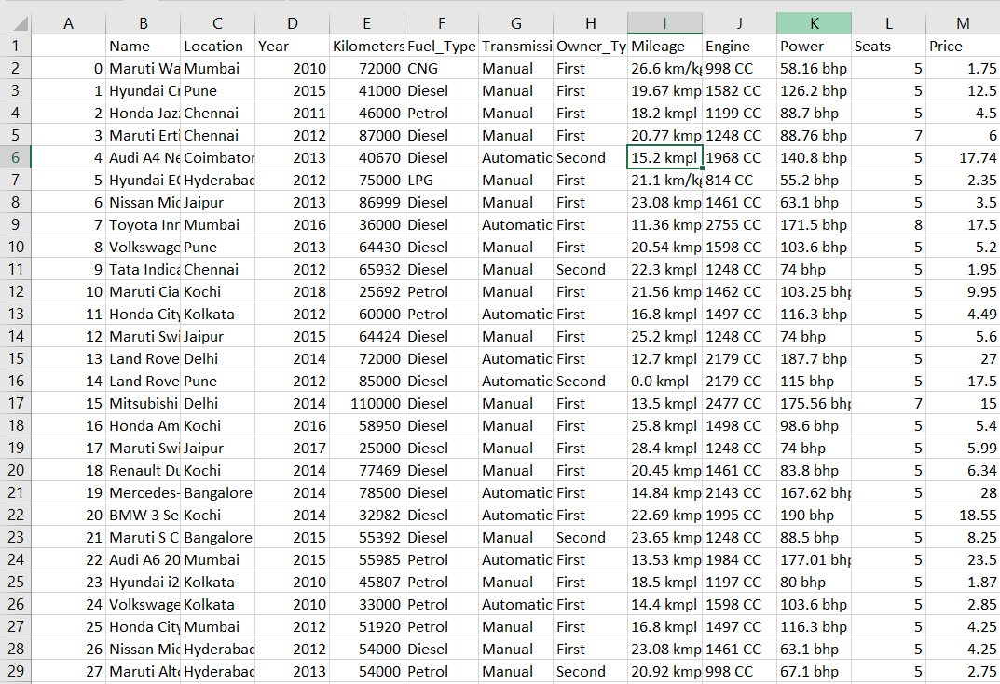 A B C D E F G H I J K L M
1 Name Location Year Kilometers Fuel_Type Transmissi Owner_Ty Mileage Engine Power Seats Price
2 0 Maruti Wa Mumbai 2010 72000 CNG Manual First 26.6 km/kg 998 CC 58.16 bhp 5 1.75
3 1 Hyundai Cr Pune 2015 41000 Diesel Manual First 19.67 kmp 1582 CC 126.2 bhp 5 12.5
4 2 Honda Jaz Chennai 2011 46000 Petrol Manual First 18.2 kmpl 1199 CC 88.7 bhp 5 4.5
5 3 Maruti Erti Chennai 2012 87000 Diesel Manual First 20.77 kmp 1248 CC 88.76 bhp 7 6
6 4 Audi A4 Ne Coimbator 2013 40670 Diesel Automatic Second 15.2 kmpl 1968 CC 140.8 bhp 5 17.74
7 5 Hyundai EO Hyderabad 2012 75000 LPG Manual First 21.1 km/kg 814 CC 55.2 bhp 5 2.35
8 6 Nissan Mic Jaipur 2013 86999 Diesel Manual First 23.08 kmp 1461 CC 63.1 bhp 5 3.5
9 7 Toyota Inn Mumbai 2016 36000 Diesel Automatic First 11.36 kmp 2755 CC 171.5 bhp 8 17.5
10 8 Volkswage Pune 2013 64430 Diesel Manual First 20.54 kmp 1598 CC 103.6 bhp 5 5.2
11 9 Tata Indica Chennai 2012 65932 Diesel Manual Second 22.3 kmpl 1248 CC 74 bhp 5 1.95
12 10 Maruti Cia Kochi 2018 25692 Petrol Manual First 21.56 kmp 1462 CC 103.25 bhp 5 9.95
13 11 Honda City Kolkata 2012 60000 Petrol Automatic First 16.8 kmpl 1497 CC 116.3 bhp 5 4.49
14 12 Maruti Swi Jaipur 2015 64424 Diesel Manual First 25.2 kmpl 1248 CC 74 bhp 5 5.6
15 13 Land Rove Delhi 2014 72000 Diesel Automatic First 12.7 kmpl 2179 CC 187.7 bhp 5 27
16 14 Land Rove Pune 2012 85000 Diesel Automatic Second 0.0 kmpl 2179 CC 115 bhp 5 17.5
17 15 Mitsubishi Delhi 2014 110000 Diesel Manual First 13.5 kmpl 2477 CC 175.56 bhp 7 15
18 16 Honda Am Kochi 2016 58950 Diesel Manual First 25.8 kmpl 1498 CC 98.6 bhp 5 5.4
19 17 Maruti Swi Jaipur 2017 25000 Diesel Manual First 28.4 kmpl 1248 CC 74 bhp 5 5.99
20 18 Renault Du Kochi 2014 77469 Diesel Manual First 20.45 kmp 1461 CC 83.8 bhp 5 6.34
21 19 Mercedes- Bangalore 2014 78500 Diesel Automatic First 14.84 kmp 2143 CC 167.62 bhp 5 28
22 20 BMW 3 Se Kochi 2014 32982 Diesel Automatic First 22.69 kmp 1995 CC 190 bhp 5 18.55
23 21 Maruti S C Bangalore 2015 55392 Diesel Manual Second 23.65 kmp 1248 CC 88.5 bhp 5 8.25
24 22 Audi A6 20 Mumbai 2015 55985 Petrol Automatic First 13.53 kmp 1984 CC 177.01 bhp 5 23.5
25 23 Hyundai i2 Kolkata 2010 45807 Petrol Manual First 18.5 kmpl 1197 CC 80 bhp 5 1.87
26 24 Volkswage Kolkata 2010 33000 Petrol Automatic First 14.4 kmpl 1598 CC 103.6 bhp 5 2.85
27 25 Honda City Mumbai 2012 51920 Petrol Manual First 16.8 kmpl 1497 CC 116.3 bhp 5 4.25
28 26 Nissan Mic Hyderabad 2012 54000 Diesel Manual First 23.08 kmp 1461 CC 63.1 bhp 5 4.25
29 27 Maruti Alto Hyderabad 2013 54000 Petrol Manual Second 20.92 kmp 998 CC 67.1 bhp 5 2.75